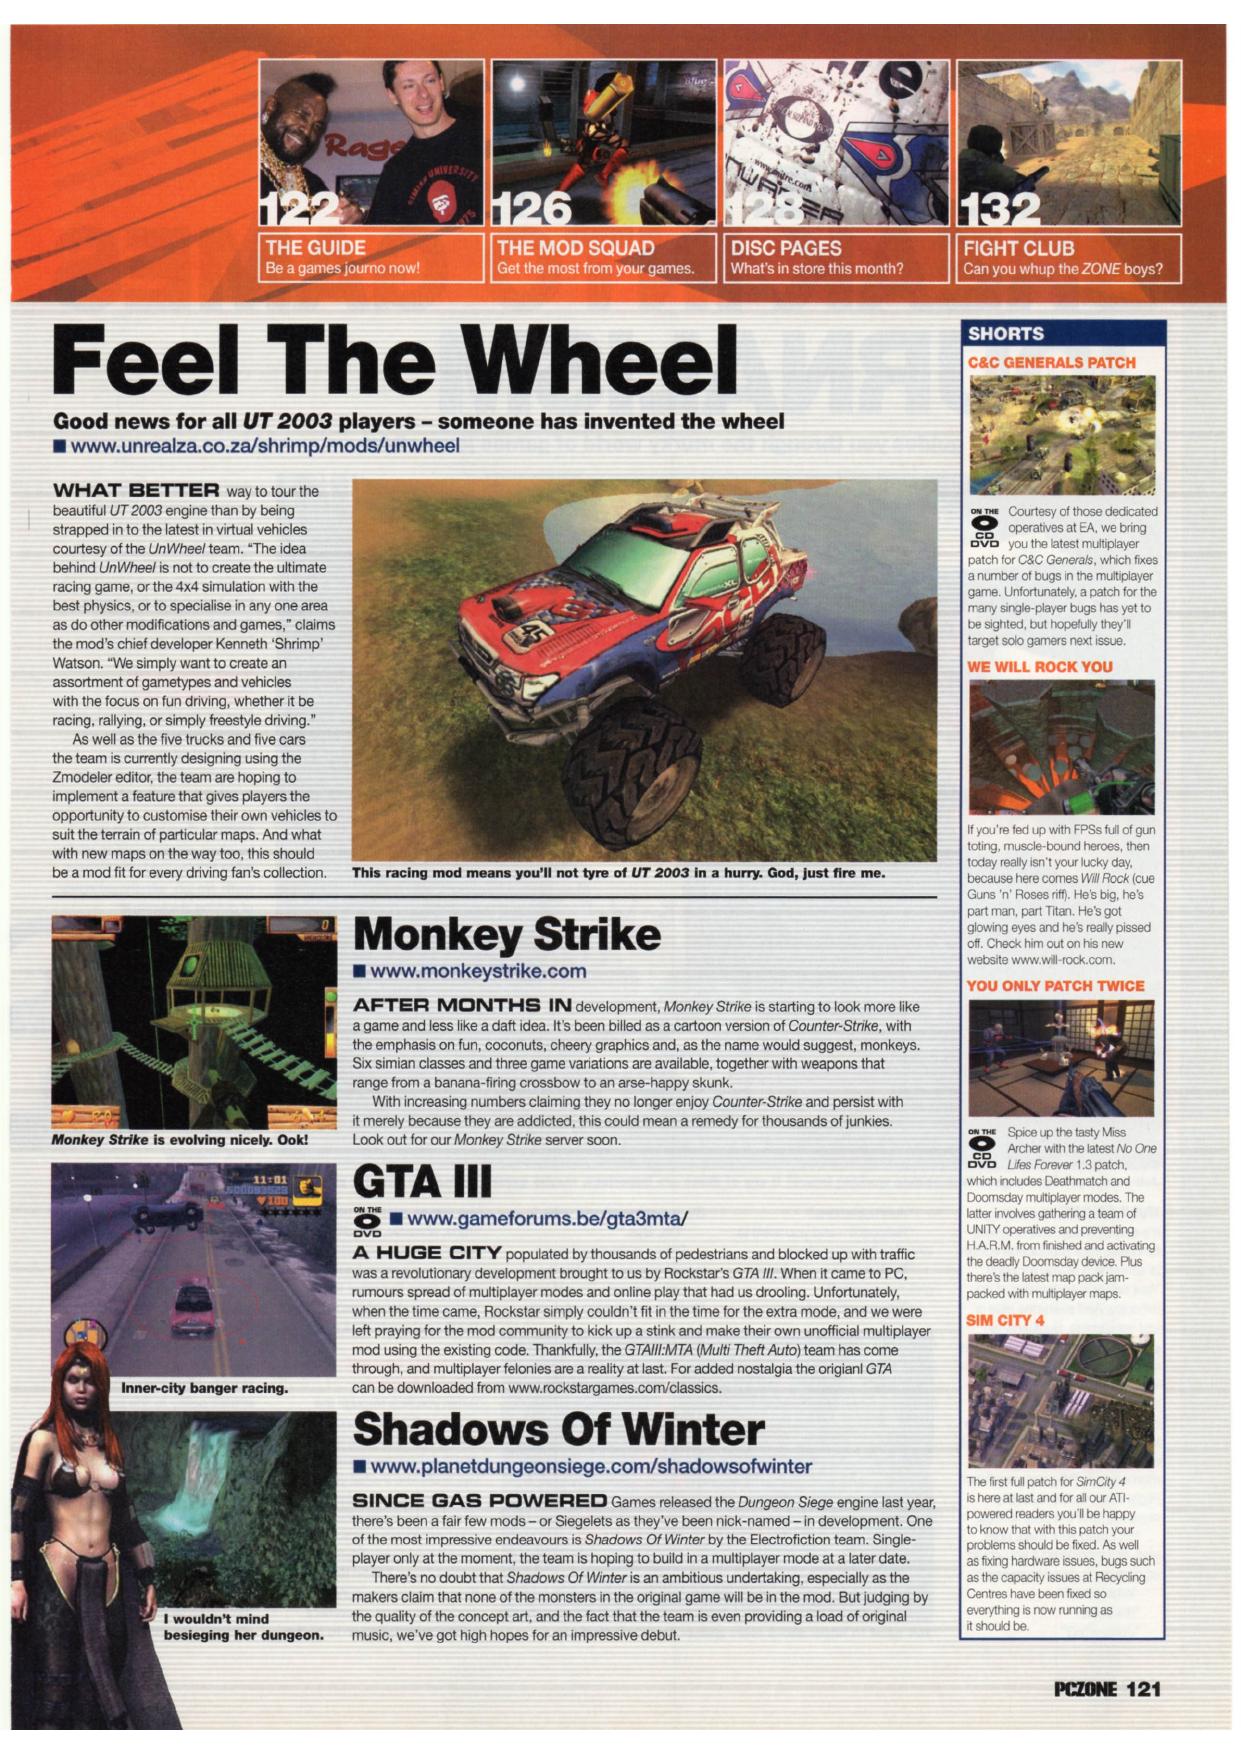 122
126
128
132
Rage
THE GUIDE
Be a games journo now!
THE MOD SQUAD
Get the most from your games.
DISC PAGES
What's in store this month?
FIGHT CLUB
Can you whup the ZONE boys?
Feel The Wheel
Good news for all UT 2003 players – someone has invented the wheel
■ www.unrealza.co.za/shrimp/mods/unwheel
WHAT BETTER way to tour the
beautiful UT 2003 engine than by being
strapped in to the latest in virtual vehicles
courtesy of the UnWheel team. “The idea
behind UnWheel is not to create the ultimate
racing game, or the 4x4 simulation with the
best physics, or to specialise in any one area
as do other modifications and games,” claims
the mod's chief developer Kenneth ‘Shrimp’
Watson. “We simply want to create an
assortment of gametypes and vehicles
with the focus on fun driving, whether it be
racing, rallying, or simply freestyle driving.”
As well as the five trucks and five cars
the team is currently designing using the
Zmodeler editor, the team are hoping to
implement a feature that gives players the
opportunity to customise their own vehicles to
suit the terrain of particular maps. And what
with new maps on the way too, this should
be a mod fit for every driving fan's collection.
45
This racing mod means you'll not tyre of UT 2003 in a hurry. God, just fire me.
Monkey Strike is evolving nicely. Ook!
Monkey Strike
■ www.monkeystrike.com
AFTER MONTHS IN development, Monkey Strike is starting to look more like
a game and less like a daft idea. It's been billed as a cartoon version of Counter-Strike, with
the emphasis on fun, coconuts, cheery graphics and, as the name would suggest, monkeys.
Six simian classes and three game variations are available, together with weapons that
range from a banana-firing crossbow to an arse-happy skunk.
With increasing numbers claiming they no longer enjoy Counter-Strike and persist with
it merely because they are addicted, this could mean a remedy for thousands of junkies.
Look out for our Monkey Strike server soon.
11:01
Inner-city banger racing.
GTA III
ON THE
DVD
■ www.gameforums.be/gta3mta/
A HUGE CITY populated by thousands of pedestrians and blocked up with traffic
was a revolutionary development brought to us by Rockstar's GTA III. When it came to PC,
rumours spread of multiplayer modes and online play that had us drooling. Unfortunately,
when the time came, Rockstar simply couldn't fit in the time for the extra mode, and we were
left praying for the mod community to kick up a stink and make their own unofficial multiplayer
mod using the existing code. Thankfully, the GTAIII:MTA (Multi Theft Auto) team has come
through, and multiplayer felonies are a reality at last. For added nostalgia the origianl GTA
can be downloaded from www.rockstargames.com/classics.
I wouldn't mind
besieging her dungeon.
Shadows Of Winter
■ www.planetdungeonsiege.com/shadowsofwinter
SINCE GAS POWERED Games released the Dungeon Siege engine last year,
there's been a fair few mods – or Siegelets as they've been nick-named – in development. One
of the most impressive endeavours is Shadows Of Winter by the Electrofiction team. Single-
player only at the moment, the team is hoping to build in a multiplayer mode at a later date.
There's no doubt that Shadows Of Winter is an ambitious undertaking, especially as the
makers claim that none of the monsters in the original game will be in the mod. But judging by
the quality of the concept art, and the fact that the team is even providing a load of original
music, we've got high hopes for an impressive debut.
SHORTS
C&C GENERALS PATCH
ON THE
CD
DVD
Courtesy of those dedicated
operatives at EA, we bring
you the latest multiplayer
patch for C&C Generals, which fixes
a number of bugs in the multiplayer
game. Unfortunately, a patch for the
many single-player bugs has yet to
be sighted, but hopefully they'll
target solo gamers next issue.
WE WILL ROCK YOU
If you're fed up with FPSs full of gun
toting, muscle-bound heroes, then
today really isn't your lucky day,
because here comes Will Rock (cue
Guns 'n' Roses riff). He's big, he's
part man, part Titan. He's got
glowing eyes and he's really pissed
off. Check him out on his new
website www.will-rock.com.
YOU ONLY PATCH TWICE
ON THE
CD
DVD
Spice up the tasty Miss
Archer with the latest No One
Lifes Forever 1.3 patch,
which includes Deathmatch and
Doomsday multiplayer modes. The
latter involves gathering a team of
UNITY operatives and preventing
H.A.R.M. from finished and activating
the deadly Doomsday device. Plus
there's the latest map pack jam-
packed with multiplayer maps.
SIM CITY 4
The first full patch for SimCity 4
is here at last and for all our ATI-
powered readers you'll be happy
to know that with this patch your
problems should be fixed. As well
as fixing hardware issues, bugs such
as the capacity issues at Recycling
Centres have been fixed so
everything is now running as
it should be.
PCZONE 121